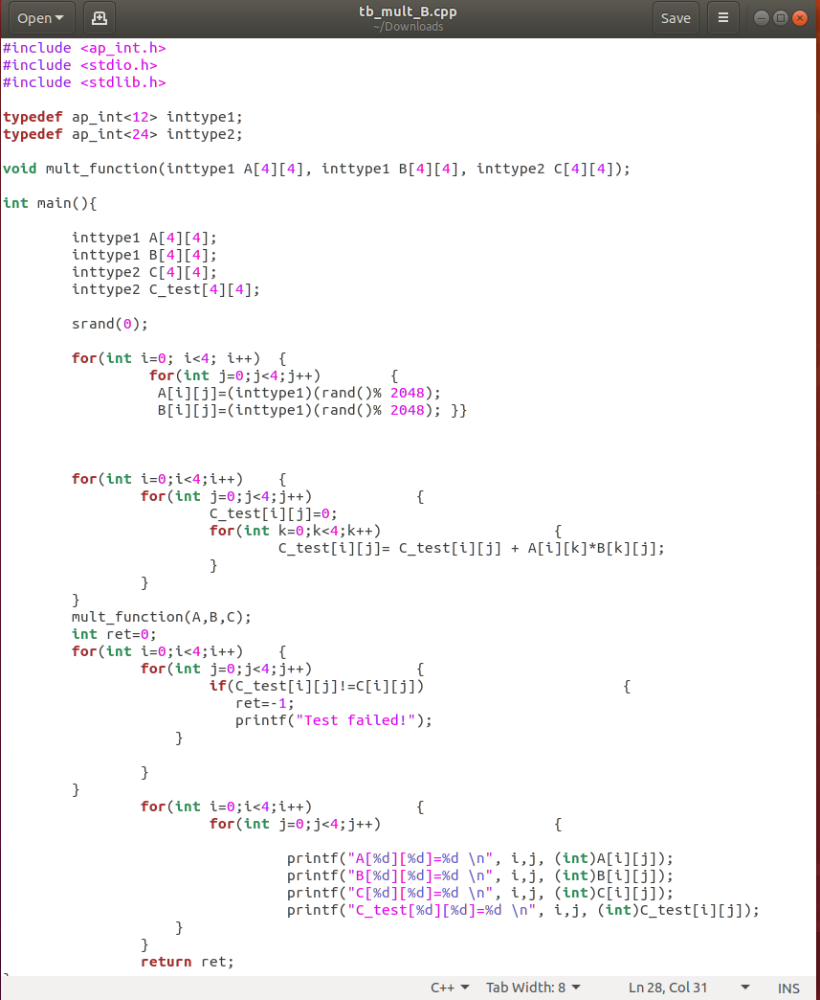 Open
tb_mult_B.cpp
~/Downloads
Save
#include <ap_int.h>
#include <stdio.h>
#include <stdlib.h>
typedef ap_int<12> inttype1;
typedef ap_int<24> inttype2;
void mult_function(inttype1 A[4][4], inttype1 B[4][4], inttype2 C[4][4]);
int main(){
inttype1 A[4][4];
inttype1 B[4][4];
inttype2 C[4][4];
inttype2 C_test[4][4];
srand(0);
for(int i=0; i<4; i++) {
for(int j=0;j<4;j++) {
A[i][j]=(inttype1)(rand()% 2048);
B[i][j]=(inttype1)(rand()% 2048); }}
for(int i=0;i<4;i++) {
for(int j=0;j<4;j++) {
C_test[i][j]=0;
for(int k=0;k<4;k++) {
C_test[i][j]= C_test[i][j] + A[i][k]*B[k][j];
}
}
}
mult_function(A,B,C);
int ret=0;
for(int i=0;i<4;i++) {
for(int j=0;j<4;j++) {
if(C_test[i][j]!=C[i][j]) {
ret=-1;
printf("Test failed!");
}
}
}
for(int i=0;i<4;i++) {
for(int j=0;j<4;j++) {
printf("A[%d][%d]=%d \n", i,j, (int)A[i][j]);
printf("B[%d][%d]=%d \n", i,j, (int)B[i][j]);
printf("C[%d][%d]=%d \n", i,j, (int)C[i][j]);
printf("C_test[%d][%d]=%d \n", i,j, (int)C_test[i][j]);
}
}
return ret;
C++ Tab Width: 8 Ln 28, Col 31 INS